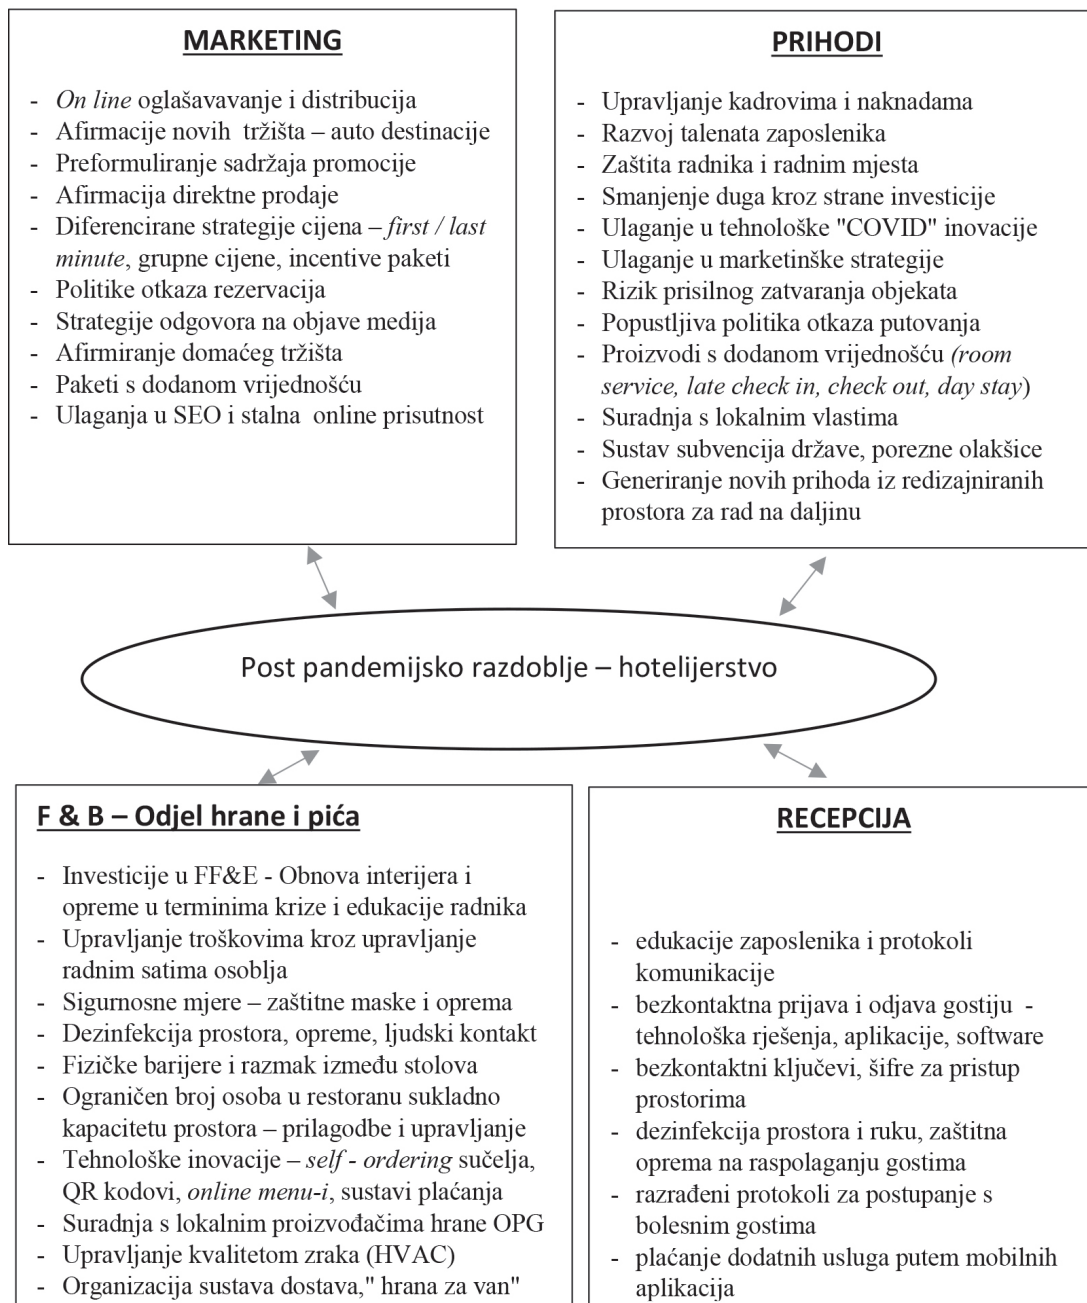 MARKETING
- On line oglašavavanje i distribucija
- Afirmacije novih tržišta – auto destinacije
- Preformuliranje sadržaja promocije
- Afirmacija direktne prodaje
- Diferencirane strategije cijena – first / last
minute, grupne cijene, incentive paketi
- Politike otkaza rezervacija
- Strategije odgovora na objave medija
- Afirmiranje domaćeg tržišta
- Paketi s dodanom vrijednošću
- Ulaganja u SEO i stalna online prisutnost
PRIHODI
- Upravljanje kadrovima i naknadama
- Razvoj talenata zaposlenika
- Zaštita radnika i radnim mjesta
- Smanjenje duga kroz strane investicije
- Ulaganje u tehnološke "COVID" inovacije
- Ulaganje u marketinške strategije
- Rizik prisilnog zatvaranja objekata
- Popustljiva politika otkaza putovanja
- Proizvodi s dodanom vrijednošću (room
service, late check in, check out, day stay)
- Suradnja s lokalnim vlastima
- Sustav subvencija države, porezne olakšice
- Generiranje novih prihoda iz redizajniranih
prostora za rad na daljinu
Post pandemijsko razdoblje – hotelijerstvo
F & B – Odjel hrane i pića
- Investicije u FF&E - Obnova interijera i
opreme u terminima krize i edukacije radnika
- Upravljanje troškovima kroz upravljanje
radnim satima osoblja
- Sigurnosne mjere – zaštitne maske i oprema
- Dezinfekcija prostora, opreme, ljudski kontakt
- Fizičke barijere i razmak između stolova
- Ograničen broj osoba u restoranu sukladno
kapacitetu prostora – prilagodbe i upravljanje
- Tehnološke inovacije – self - ordering sučelja,
QR kodovi, online menu-i, sustavi plaćanja
- Suradnja s lokalnim proizvođačima hrane OPG
- Upravljanje kvalitetom zraka (HVAC)
- Organizacija sustava dostava," hrana za van"
RECEPCIJA
- edukacije zaposlenika i protokoli
komunikacije
- bezkontaktna prijava i odjava gostiju -
tehnološka rješenja, aplikacije, software
- bezkontaktni ključevi, šifre za pristup
prostorima
- dezinfekcija prostora i ruku, zaštitna
oprema na raspolaganju gostima
- razrađeni protokoli za postupanje s
bolesnim gostima
- plaćanje dodatnih usluga putem mobilnih
aplikacija